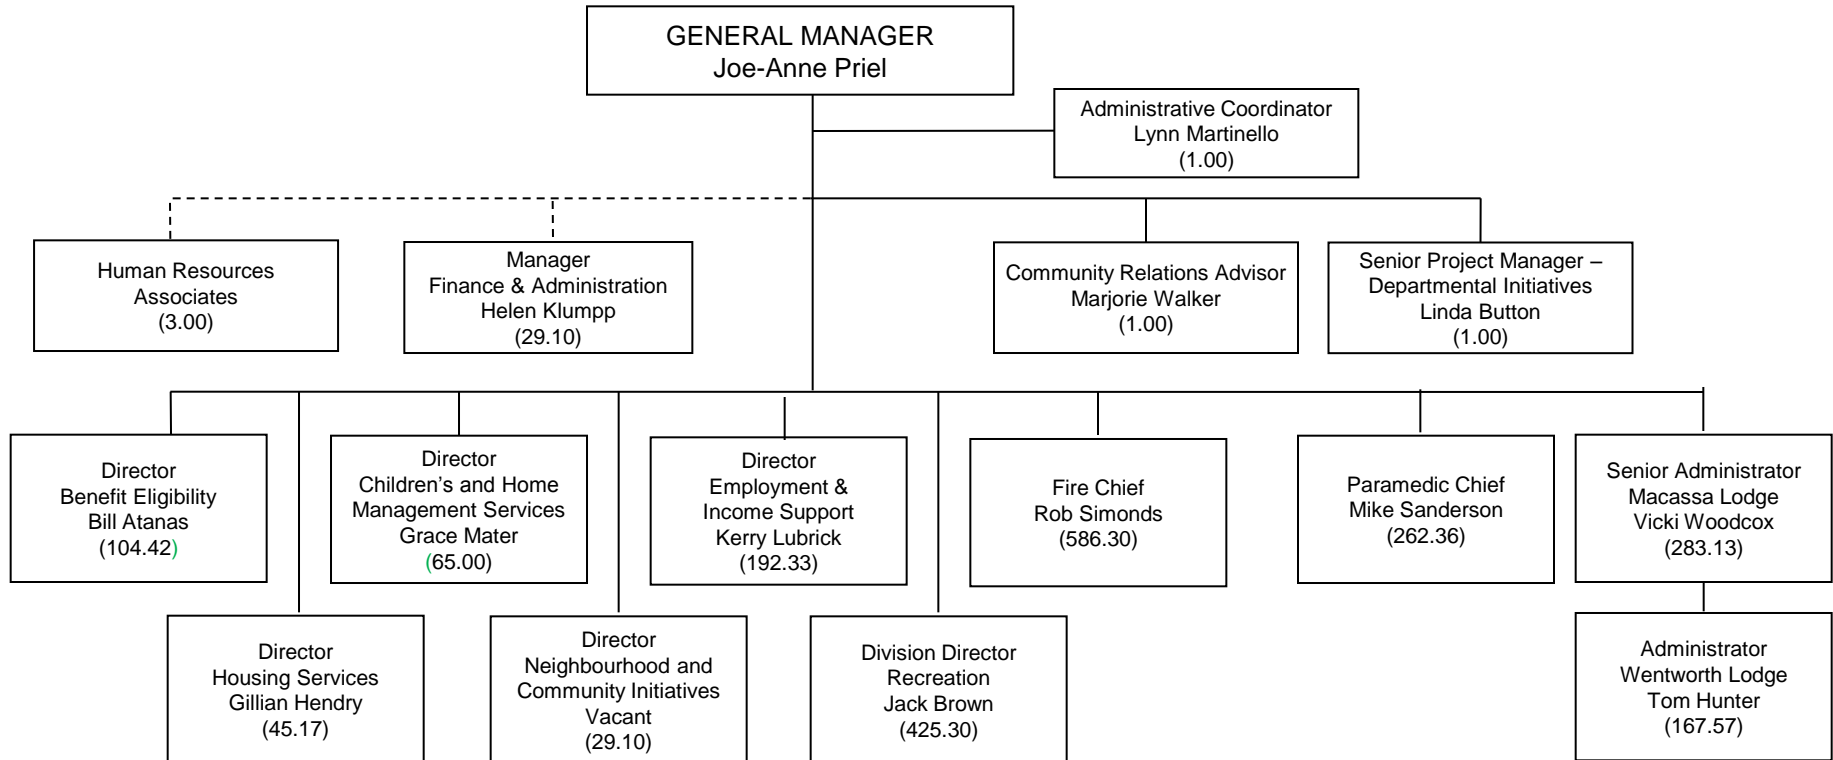 GENERAL MANAGER
Joe-Anne Priel
Administrative Coordinator
Lynn Martinello
(1.00)
Human Resources
Associates
(3.00)
Manager
Finance & Administration
Helen Klumpp
(29.10)
Community Relations Advisor
Marjorie Walker
(1.00)
Senior Project Manager –
Departmental Initiatives
Linda Button
(1.00)
Director
Benefit Eligibility
Bill Atanas
(104.42)
Director
Children’s and Home
Management Services
Grace Mater
(65.00)
Director
Employment &
Income Support
Kerry Lubrick
(192.33)
Fire Chief
Rob Simonds
(586.30)
Paramedic Chief
Mike Sanderson
(262.36)
Senior Administrator
Macassa Lodge
Vicki Woodcox
(283.13)
Director
Housing Services
Gillian Hendry
(45.17)
Director
Neighbourhood and
Community Initiatives
Vacant
(29.10)
Division Director
Recreation
Jack Brown
(425.30)
Administrator
Wentworth Lodge
Tom Hunter
(167.57)